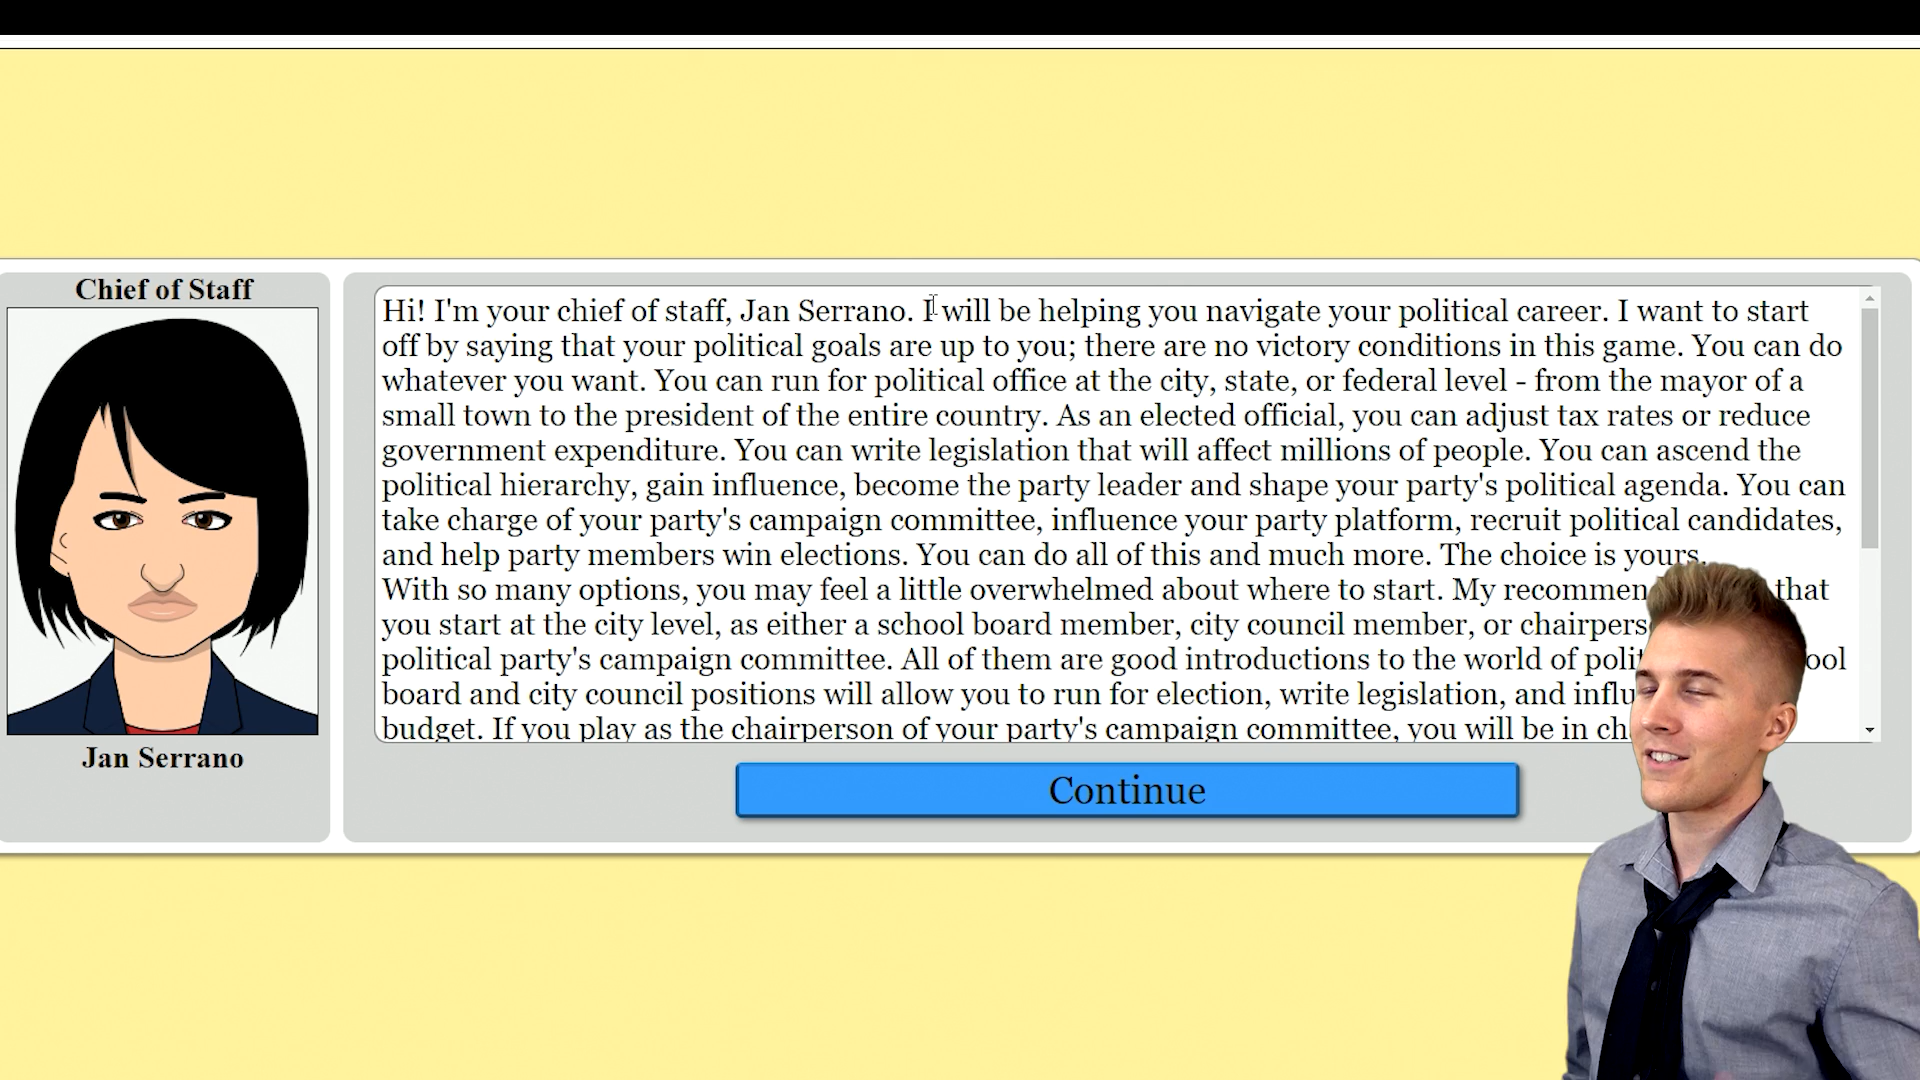 Chief of Staff
Jan Serrano
Hi! I'm your chief of staff, Jan Serrano. I will be helping you navigate your political career. I want to start
off by saying that your political goals are up to you; there are no victory conditions in this game. You can do
whatever you want. You can run for political office at the city, state, or federal level - from the mayor of a
small town to the president of the entire country. As an elected official, you can adjust tax rates or reduce
government expenditure. You can write legislation that will affect millions of people. You can ascend the
political hierarchy, gain influence, become the party leader and shape your party's political agenda. You can
take charge of your party's campaign committee, influence your party platform, recruit political candidates,
and help party members win elections. You can do all of this and much more. The choice is yours.
With so many options, you may feel a little overwhelmed about where to start. My that
you start at the city level, as either a school board member, city council member, or
political party's campaign committee. All of them are good introductions to the world of
board and city council positions will allow you to run for election, write legislation, and
budget. If you play as the chairperson of your party's campaign committee, you will be in
Continue